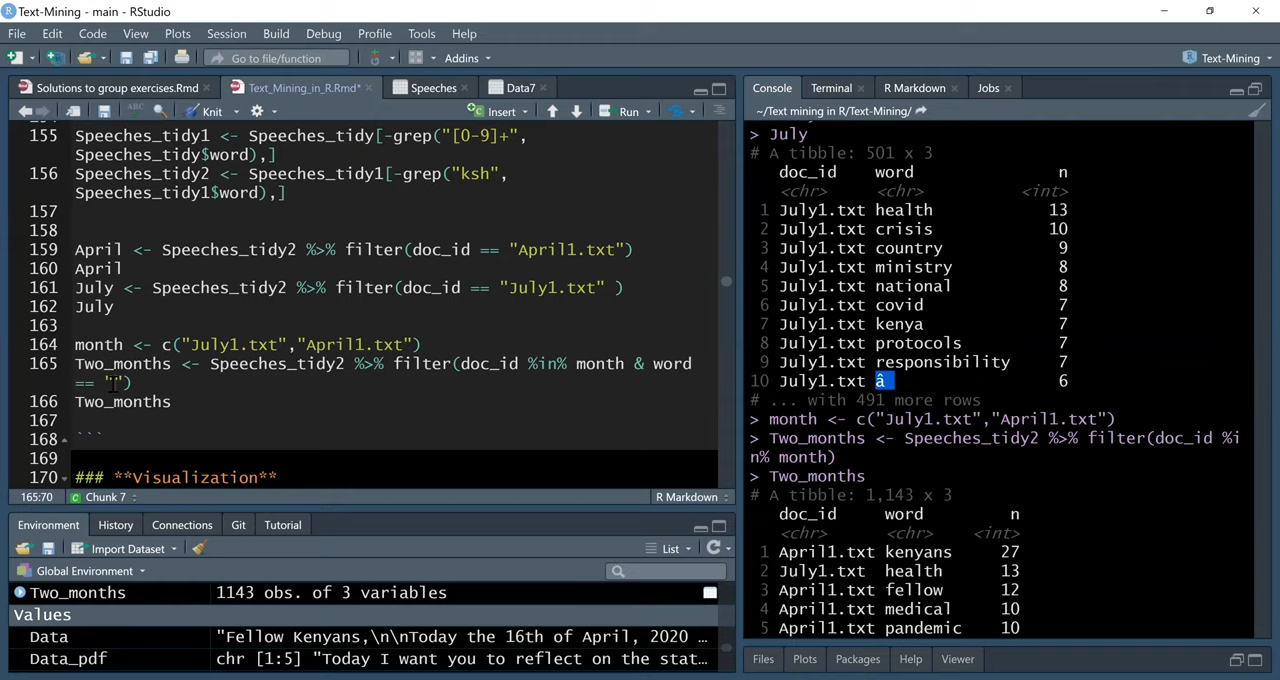 Text-Mining - main - RStudio
File Edit Code View Plots Session Build Debug Profile Tools Help
Go to file/function Addins Text-Mining
Solutions to group exercises.Rmd Text_Mining_in_R.Rmd* Speeches Data7
Knit Insert Run
155 Speeches_tidy1 <- Speeches_tidy[-grep("[0-9]+",
Speeches_tidy$word),]
156 Speeches_tidy2 <- Speeches_tidy1[-grep("ksh",
Speeches_tidy1$word),]
157
158
159 April <- Speeches_tidy2 %>% filter(doc_id == "April1.txt")
160 April
161 July <- Speeches_tidy2 %>% filter(doc_id == "July1.txt" )
162 July
163
164 month <- c("July1.txt","April1.txt")
165 Two_months <- Speeches_tidy2 %>% filter(doc_id %in% month & word
== "")
166 Two_months
167
168 ```
169
170 ### **Visualization**
165:70 Chunk 7 R Markdown
Environment History Connections Git Tutorial
Import Dataset List
Global Environment
Two_months 1143 obs. of 3 variables
Values
Data "Fellow Kenyans,\n\nToday the 16th of April, 2020 …
Data_pdf chr [1:5] "Today I want you to reflect on the stat…
Console Terminal R Markdown Jobs
~/Text mining in R/Text-Mining/
> July
# A tibble: 501 x 3
doc_id word n
<chr> <chr> <int>
1 July1.txt health 13
2 July1.txt crisis 10
3 July1.txt country 9
4 July1.txt ministry 8
5 July1.txt national 8
6 July1.txt covid 7
7 July1.txt kenya 7
8 July1.txt protocols 7
9 July1.txt responsibility 7
10 July1.txt â 6
# ... with 491 more rows
> month <- c("July1.txt","April1.txt")
> Two_months <- Speeches_tidy2 %>% filter(doc_id %i
n% month)
> Two_months
# A tibble: 1,143 x 3
doc_id word n
<chr> <chr> <int>
1 April1.txt kenyans 27
2 July1.txt health 13
3 April1.txt fellow 12
4 April1.txt medical 10
5 April1.txt pandemic 10
Files Plots Packages Help Viewer